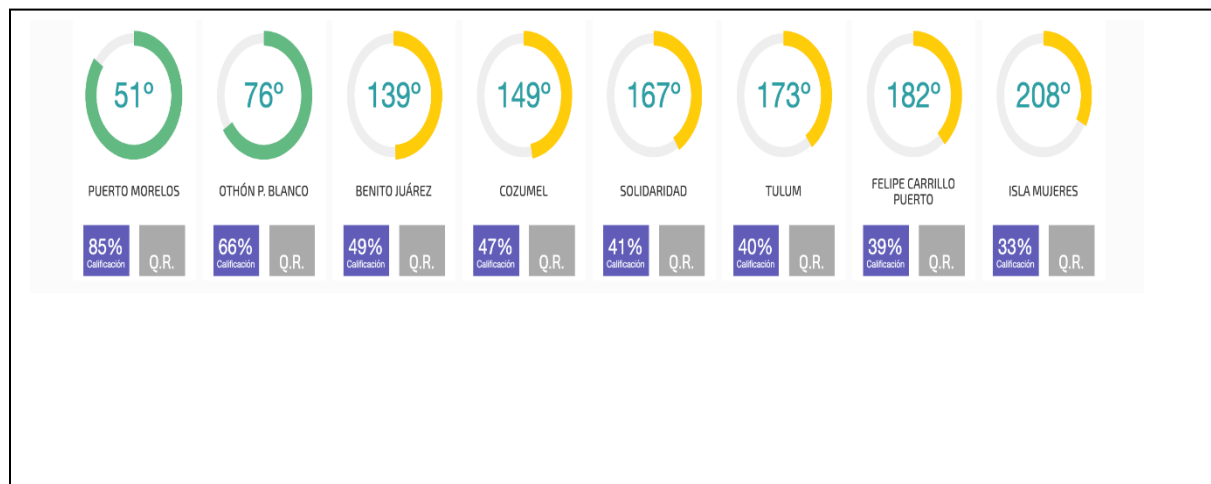 51º
PUERTO MORELOS
85%
Calificación
Q.R.
76º
OTHÓN P. BLANCO
66%
Calificación
Q.R.
139º
BENITO JUÁREZ
49%
Calificación
Q.R.
149º
COZUMEL
47%
Calificación
Q.R.
167º
SOLIDARIDAD
41%
Calificación
Q.R.
173º
TULUM
40%
Calificación
Q.R.
182º
FELIPE CARRILLO
PUERTO
39%
Calificación
Q.R.
208º
ISLA MUJERES
33%
Calificación
Q.R.